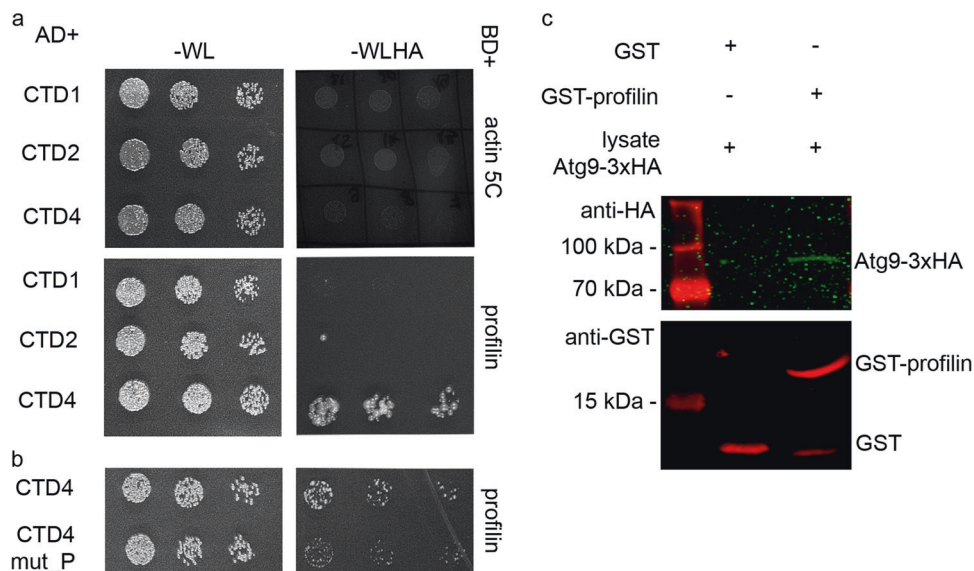 a
AD+
-WL
-WLHA
BD+
CTD1
CTD2
CTD4
actin 5C
CTD1
CTD2
CTD4
profilin
b
CTD4
CTD4
mut P
profilin
c
GST + -
GST-profilin - +
lysate
Atg9-3xHA + +
anti-HA
100 kDa -
70 kDa -
Atg9-3xHA
anti-GST
15 kDa -
GST-profilin
GST